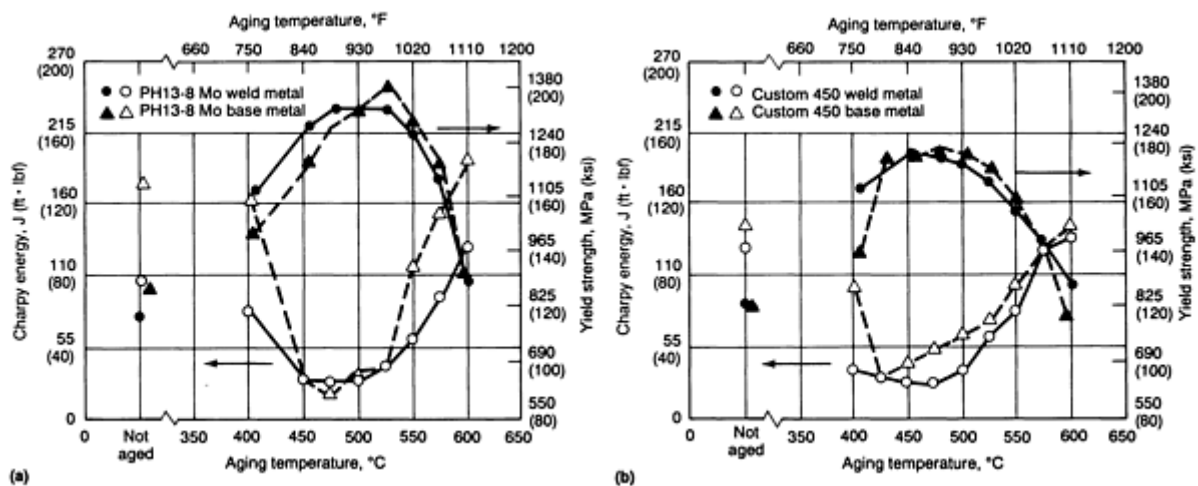 Aging temperature, °F
660 750 840 930 1020 1110 1200
270
(200)
215
(160)
160
(120)
110
(80)
55
(40)
0
Charpy energy, J (ft · lbf)
PH13-8 Mo weld metal
PH13-8 Mo base metal
1380
(200)
1240
(180)
1105
(160)
965
(140)
825
(120)
690
(100)
550
(80)
Yield strength, MPa (ksi)
0 Not aged 350 400 450 500 550 600 650
Aging temperature, °C
(a)
Aging temperature, °F
660 750 840 930 1020 1110 1200
270
(200)
215
(160)
160
(120)
110
(80)
55
(40)
0
Charpy energy, J (ft · lbf)
Custom 450 weld metal
Custom 450 base metal
1380
(200)
1240
(180)
1105
(160)
965
(140)
825
(120)
690
(100)
550
(80)
Yield strength, MPa (ksi)
0 Not aged 350 400 450 500 550 600 650
Aging temperature, °C
(b)